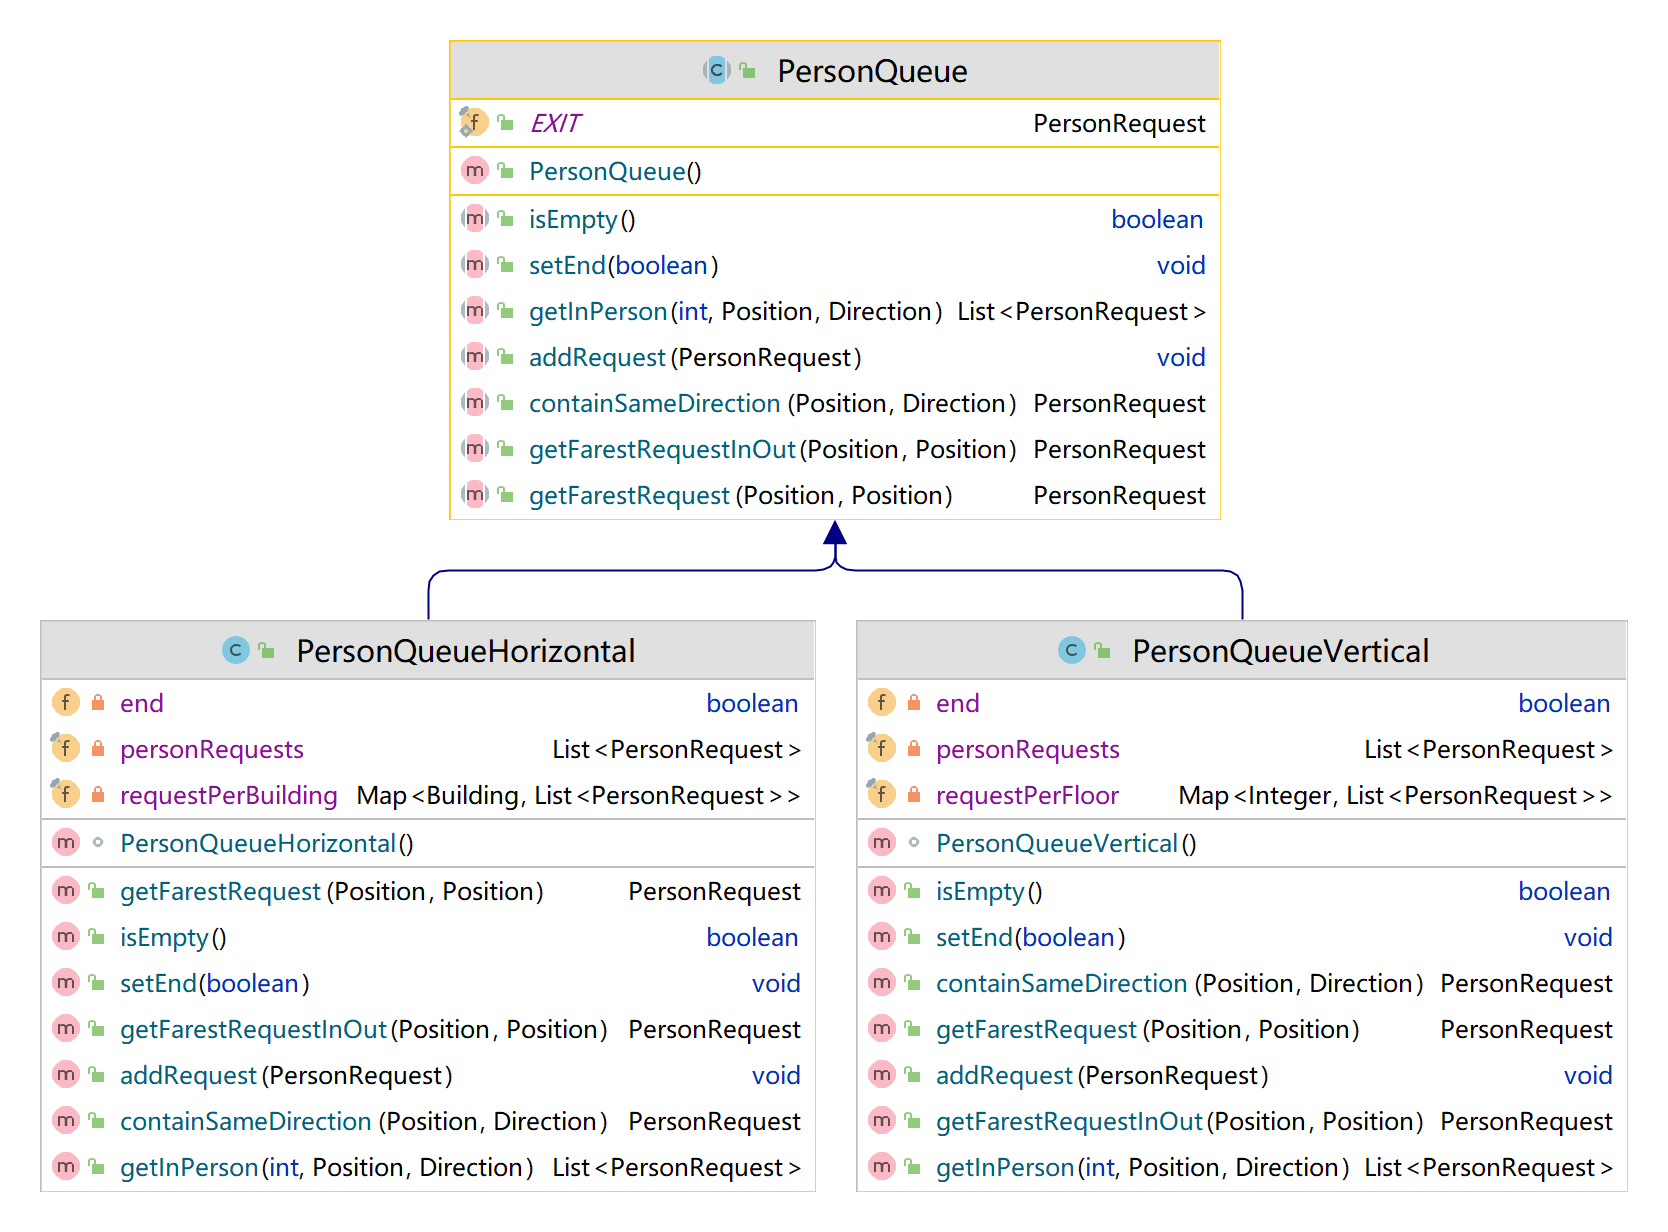 PersonQueue
EXIT PersonRequest
PersonQueue()
isEmpty() boolean
setEnd(boolean) void
getInPerson(int, Position, Direction) List<PersonRequest>
addRequest(PersonRequest) void
containSameDirection(Position, Direction) PersonRequest
getFarestRequestInOut(Position, Position) PersonRequest
getFarestRequest(Position, Position) PersonRequest
PersonQueueHorizontal
end boolean
personRequests List<PersonRequest>
requestPerBuilding Map<Building, List<PersonRequest>>
PersonQueueHorizontal()
getFarestRequest(Position, Position) PersonRequest
isEmpty() boolean
setEnd(boolean) void
getFarestRequestInOut(Position, Position) PersonRequest
addRequest(PersonRequest) void
containSameDirection(Position, Direction) PersonRequest
getInPerson(int, Position, Direction) List<PersonRequest>
PersonQueueVertical
end boolean
personRequests List<PersonRequest>
requestPerFloor Map<Integer, List<PersonRequest>>
PersonQueueVertical()
isEmpty() boolean
setEnd(boolean) void
containSameDirection(Position, Direction) PersonRequest
getFarestRequest(Position, Position) PersonRequest
addRequest(PersonRequest) void
getFarestRequestInOut(Position, Position) PersonRequest
getInPerson(int, Position, Direction) List<PersonRequest>